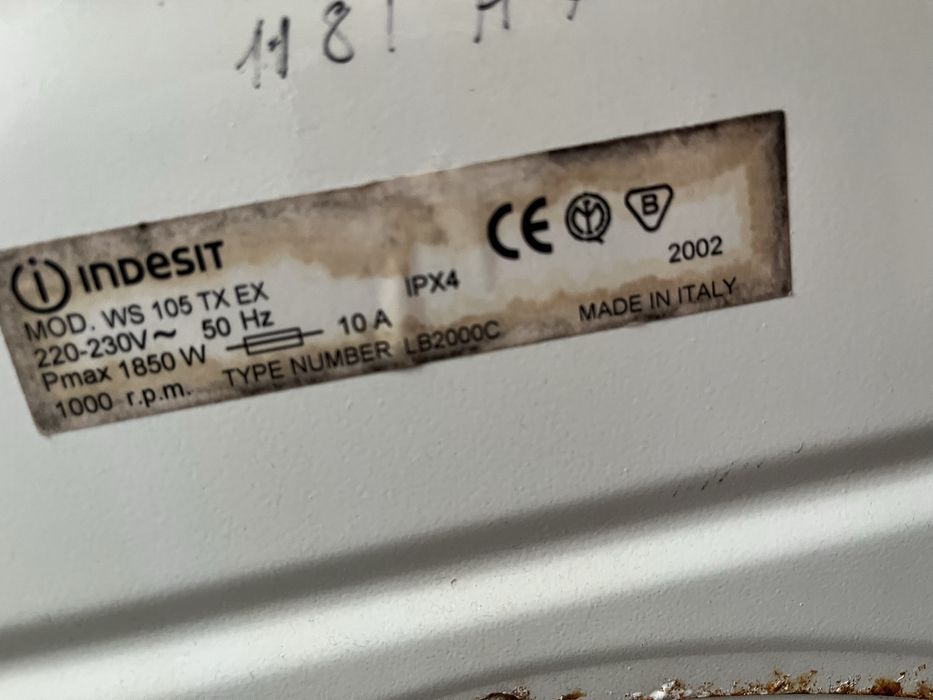 INDESIT
MOD. WS 105 TX EX
IPX4
2002
220-230V~ 50 Hz
Pmax 1850 W 10 A
MADE IN ITALY
1000 r.p.m. TYPE NUMBER LB2000C